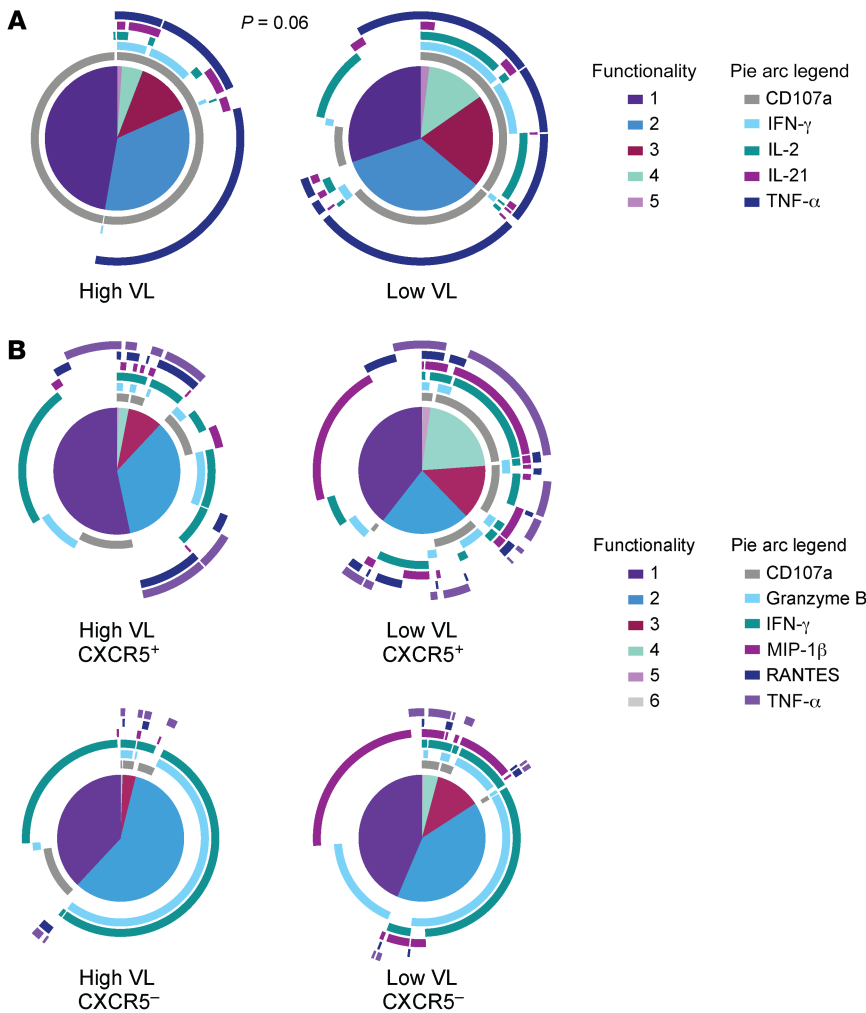 A
P = 0.06
High VL
Low VL
Functionality
1
2
3
4
5
Pie arc legend
CD107a
IFN-γ
IL-2
IL-21
TNF-α
B
High VL
CXCR5⁺
Low VL
CXCR5⁺
Functionality
1
2
3
4
5
6
Pie arc legend
CD107a
Granzyme B
IFN-γ
MIP-1β
RANTES
TNF-α
High VL
CXCR5⁻
Low VL
CXCR5⁻